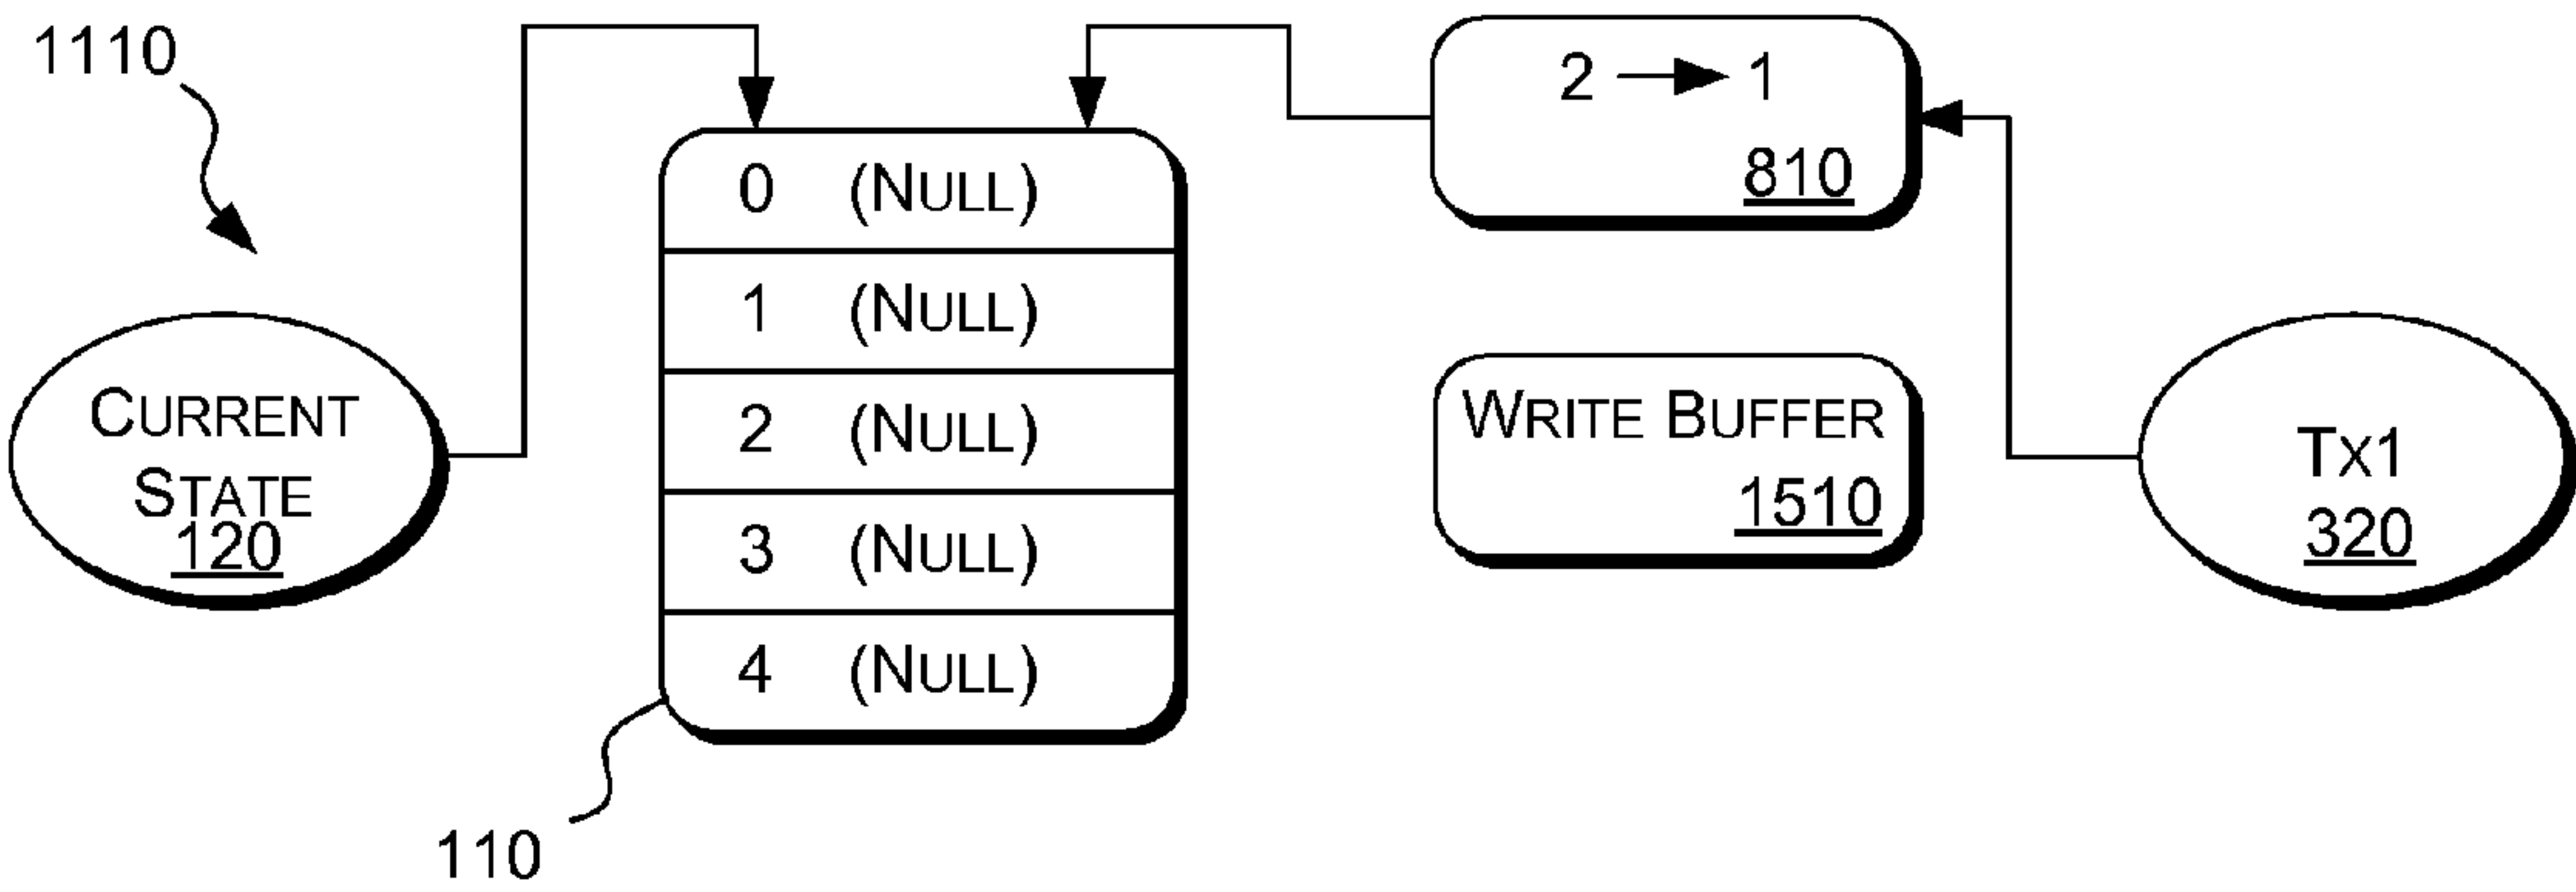 1110
2 → 1
810
0 (NULL)
1 (NULL)
2 (NULL)
3 (NULL)
4 (NULL)
CURRENT
STATE
120
WRITE BUFFER
1510
TX1
320
110